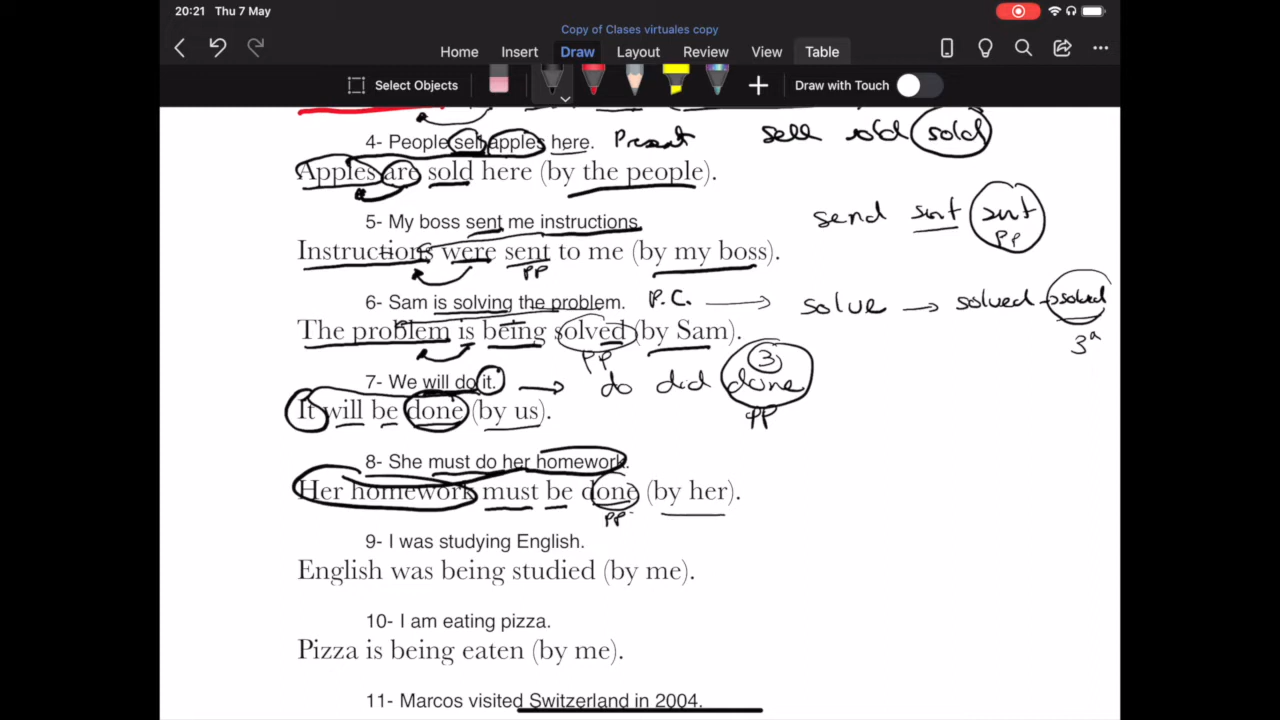 20:21 Thu 7 May
Copy of Clases virtuales copy
Home Insert Draw Layout Review View Table
Select Objects Draw with Touch
4- People sell apples here. Present sell sold sold
Apples are sold here (by the people).
5- My boss sent me instructions. send sent sent
PP
Instructions were sent to me (by my boss).
PP
6- Sam is solving the problem. P.C. solve → solved → solved
The problem is being solved (by Sam). 3ª
PP
3
7- We will do it. → do did done
It will be done (by us). PP
8- She must do her homework.
Her homework must be done (by her).
PP
9- I was studying English.
English was being studied (by me).
10- I am eating pizza.
Pizza is being eaten (by me).
11- Marcos visited Switzerland in 2004.